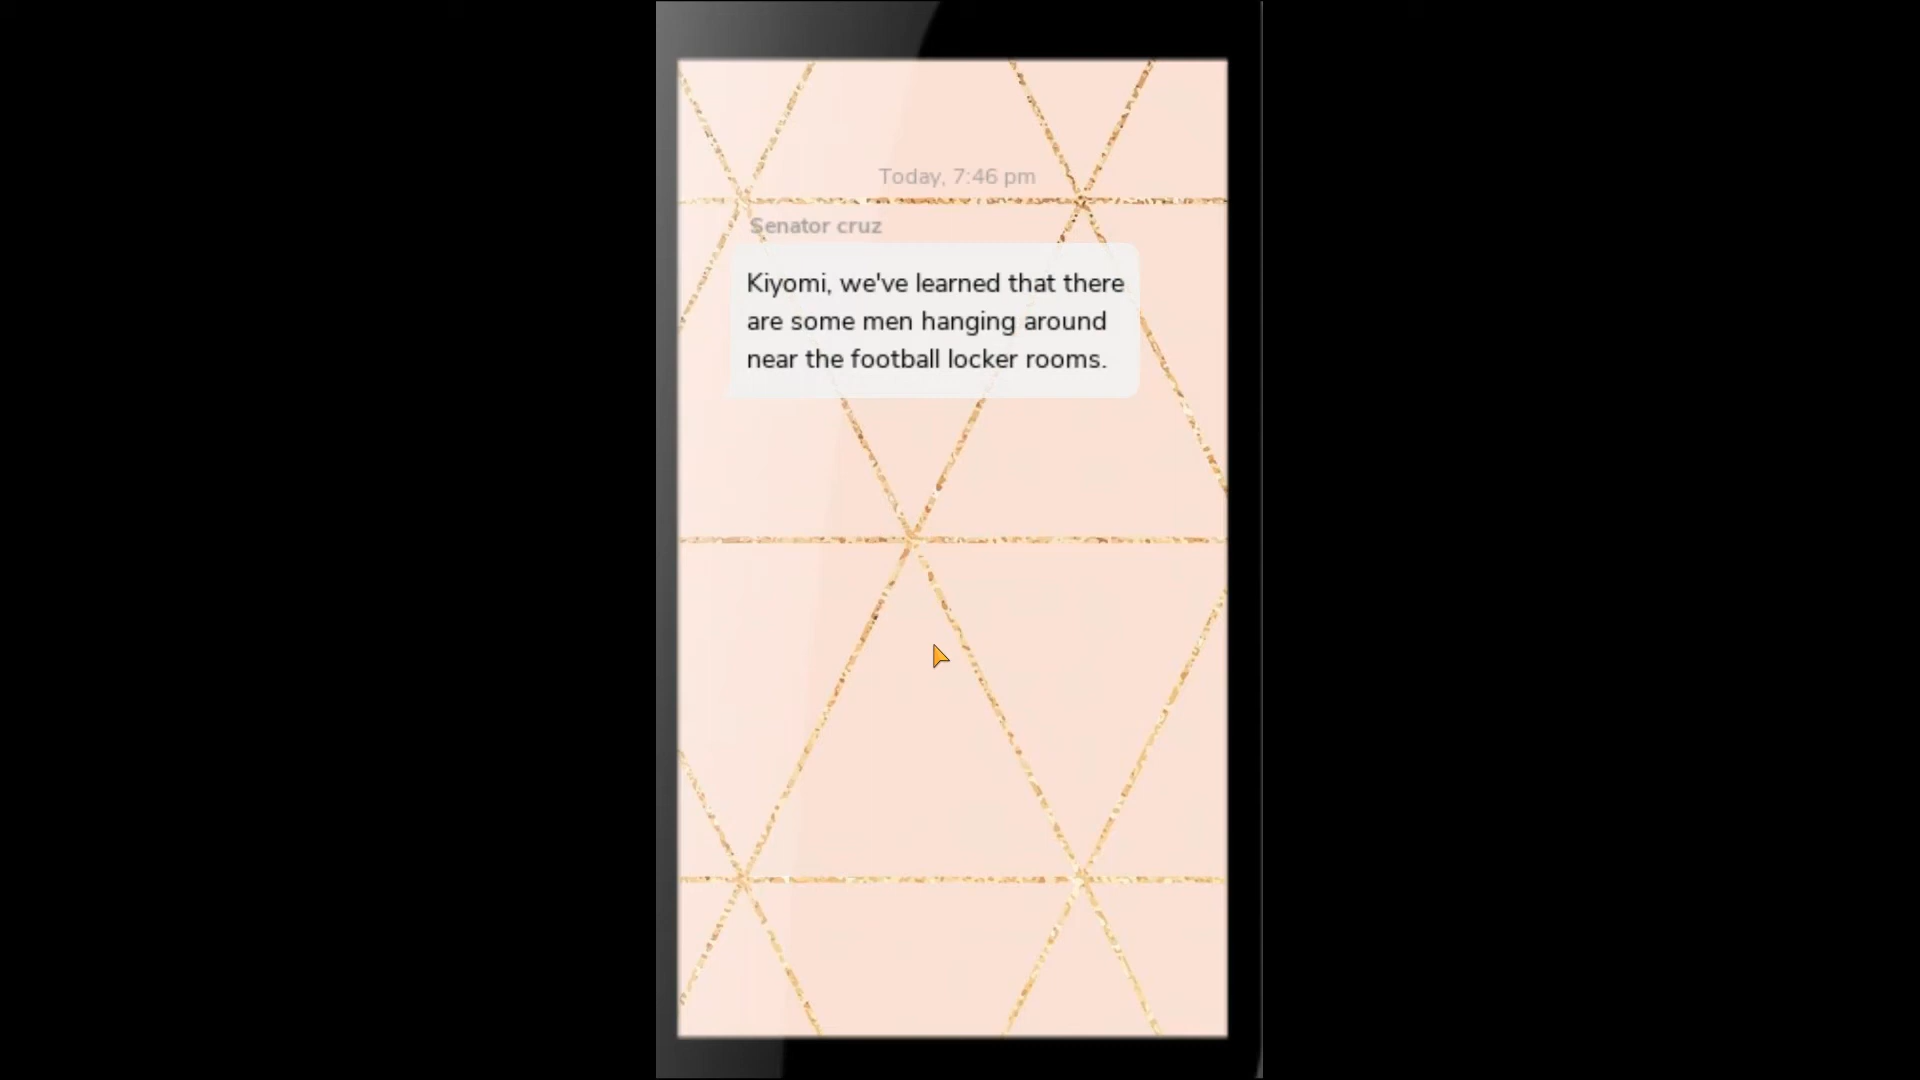 Today, 7:46 pm
Senator cruz
Kiyomi, we've learned that there
are some men hanging around
near the football locker rooms.